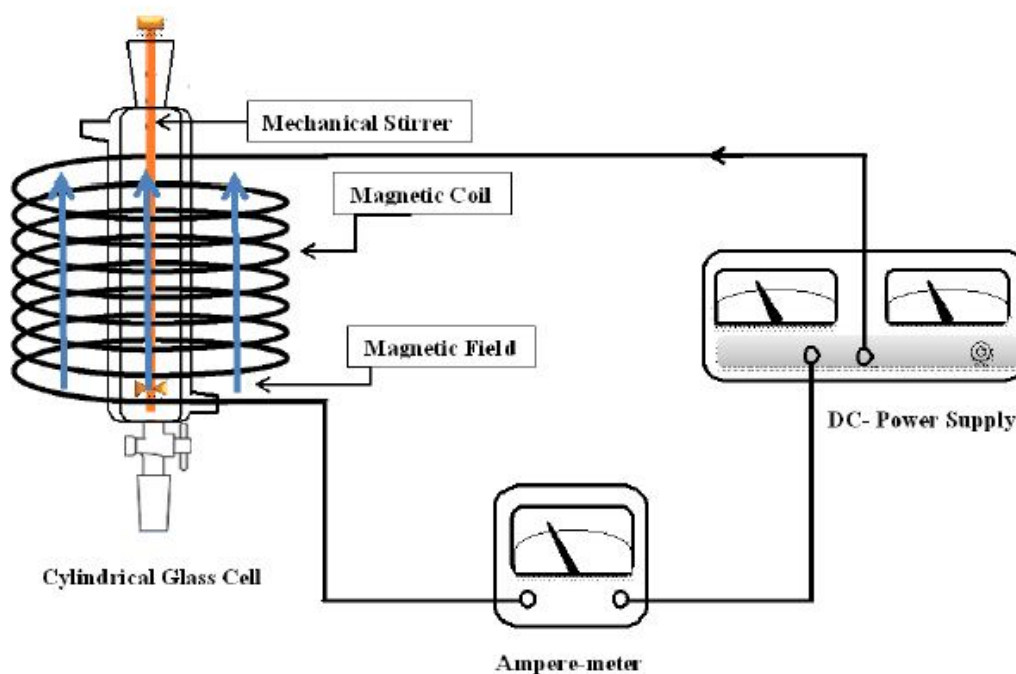 Mechanical Stirrer
Magnetic Coil
Magnetic Field
DC- Power Supply
Cylindrical Glass Cell
Ampere-meter